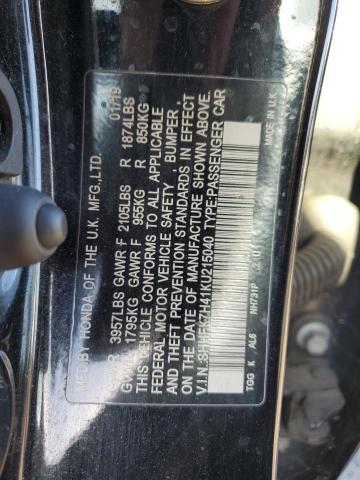 MFD.BY HONDA OF THE U.K. MFG.,LTD. 01/19
3957LBS GAWR F 2105LBS R 1874LBS
1795KG GAWR F 955KG R 850KG
THIS VEHICLE CONFORMS TO ALL APPLICABLE
FEDERAL MOTOR VEHICLE SAFETY , BUMPER ,
AND THEFT PREVENTION STANDARDS IN EFFECT
ON THE DATE OF MANUFACTURE SHOWN ABOVE.
V.I.N. SHHFK7H41KU215040 TYPE:PASSENGER CAR
NH731P
TGG K AL6
MADE IN U.K.